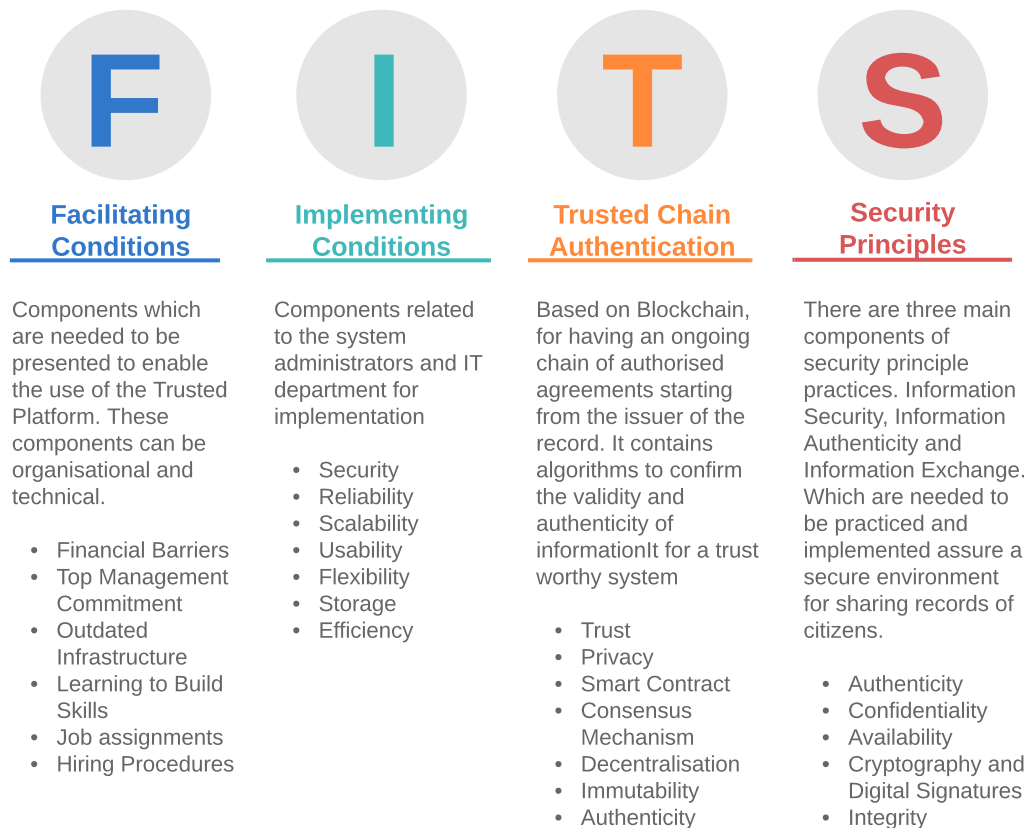 F
Facilitating
Conditions
Components which
are needed to be
presented to enable
the use of the Trusted
Platform. These
components can be
organisational and
technical.
• Financial Barriers
• Top Management
Commitment
• Outdated
Infrastructure
• Learning to Build
Skills
• Job assignments
• Hiring Procedures
I
Implementing
Conditions
Components related
to the system
administrators and IT
department for
implementation
• Security
• Reliability
• Scalability
• Usability
• Flexibility
• Storage
• Efficiency
T
Trusted Chain
Authentication
Based on Blockchain,
for having an ongoing
chain of authorised
agreements starting
from the issuer of the
record. It contains
algorithms to confirm
the validity and
authenticity of
informationIt for a trust
worthy system
• Trust
• Privacy
• Smart Contract
• Consensus
Mechanism
• Decentralisation
• Immutability
• Authenticity
S
Security
Principles
There are three main
components of
security principle
practices. Information
Security, Information
Authenticity and
Information Exchange.
Which are needed to
be practiced and
implemented assure a
secure environment
for sharing records of
citizens.
• Authenticity
• Confidentiality
• Availability
• Cryptography and
Digital Signatures
• Integrity